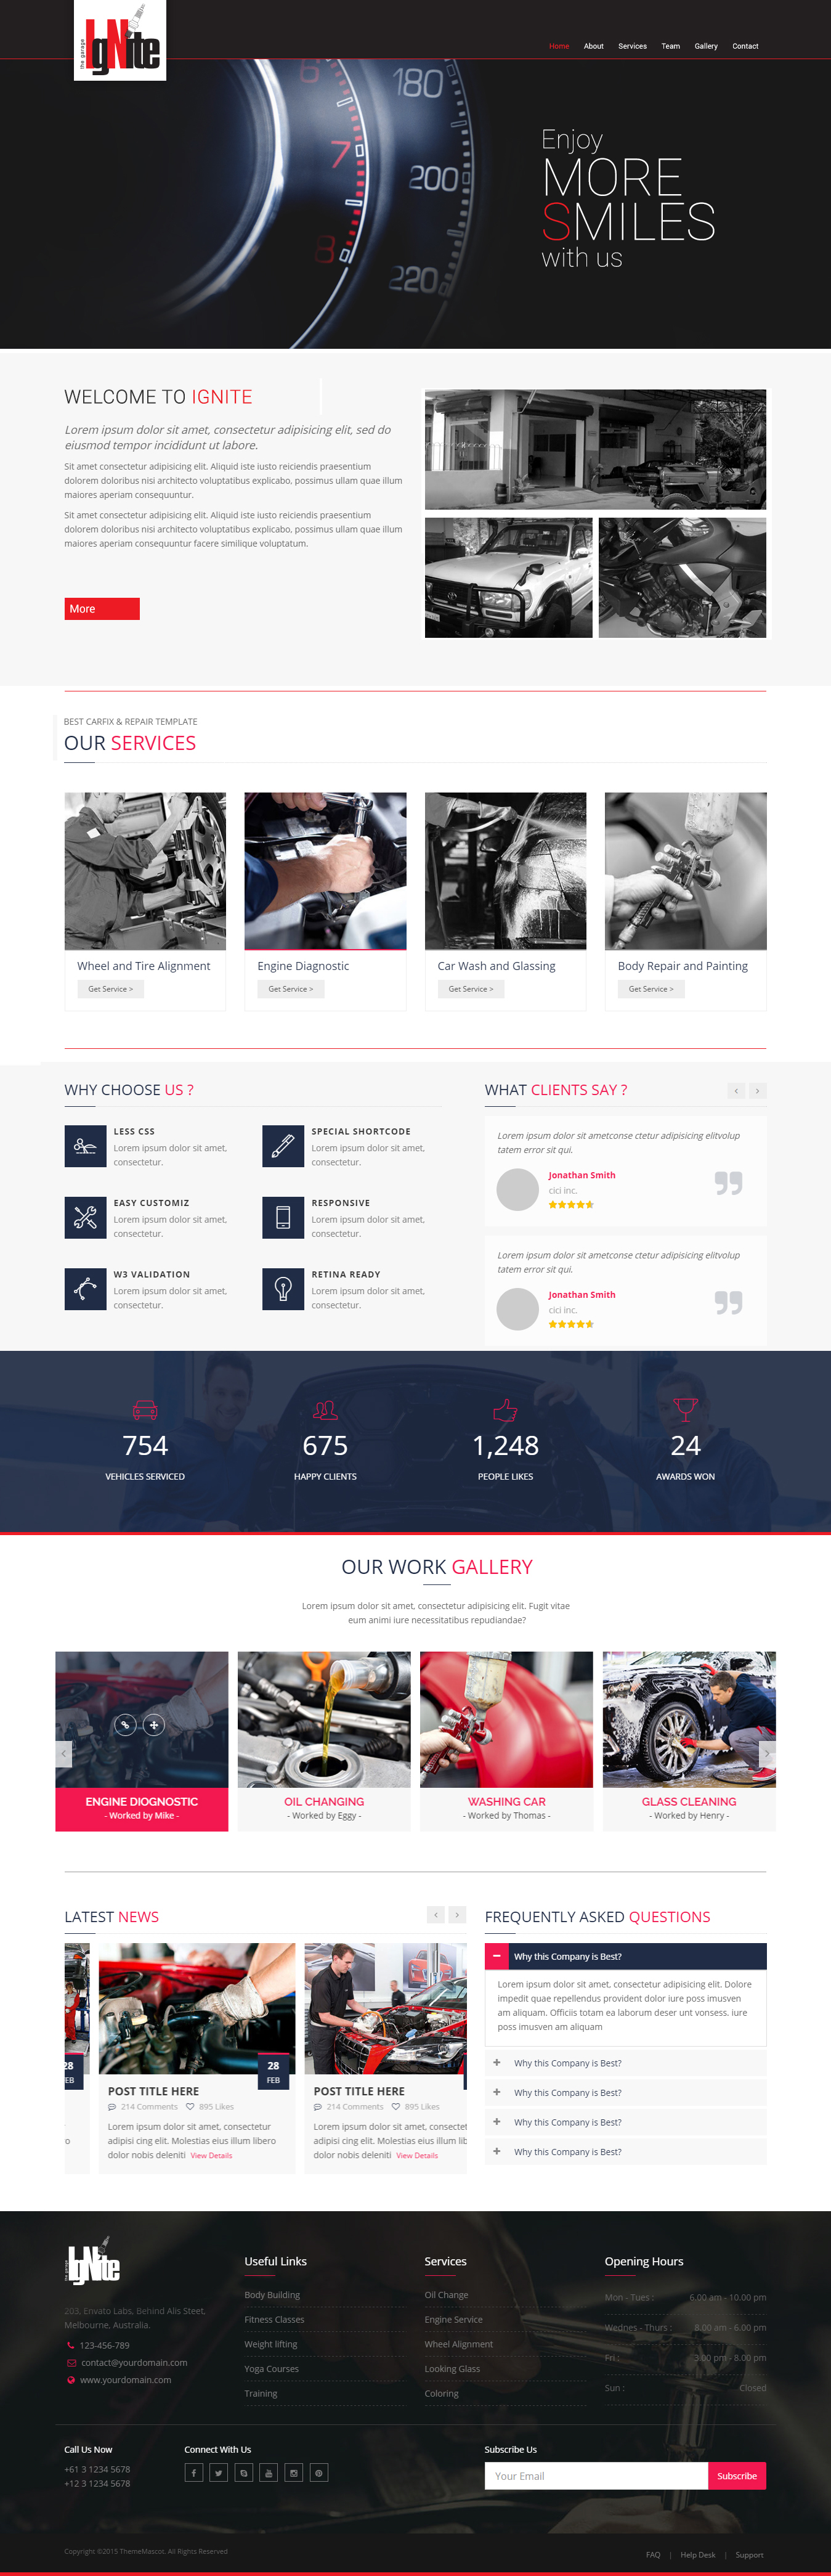 the garage
IgNite
Home About Services Team Gallery Contact
6
7
8
180
200
220
Enjoy
MORE
SMILES
with us
WELCOME TO IGNITE
Lorem ipsum dolor sit amet, consectetur adipisicing elit, sed do
eiusmod tempor incididunt ut labore.
Sit amet consectetur adipisicing elit. Aliquid iste iusto reiciendis praesentium
dolorem doloribus nisi architecto voluptatibus explicabo, possimus ullam quae illum
maiores aperiam consequuntur.
Sit amet consectetur adipisicing elit. Aliquid iste iusto reiciendis praesentium
dolorem doloribus nisi architecto voluptatibus explicabo, possimus ullam quae illum
maiores aperiam consequuntur facere similique voluptatum.
More
BEST CARFIX & REPAIR TEMPLATE
OUR SERVICES
Wheel and Tire Alignment
Get Service >
Engine Diagnostic
Get Service >
Car Wash and Glassing
Get Service >
Body Repair and Painting
Get Service >
WHY CHOOSE US ?
LESS CSS
Lorem ipsum dolor sit amet,
consectetur.
SPECIAL SHORTCODE
Lorem ipsum dolor sit amet,
consectetur.
EASY CUSTOMIZ
Lorem ipsum dolor sit amet,
consectetur.
RESPONSIVE
Lorem ipsum dolor sit amet,
consectetur.
W3 VALIDATION
Lorem ipsum dolor sit amet,
consectetur.
RETINA READY
Lorem ipsum dolor sit amet,
consectetur.
WHAT CLIENTS SAY ?
Lorem ipsum dolor sit ametconse ctetur adipisicing elitvolup
tatem error sit qui.
Jonathan Smith
cici inc.
Lorem ipsum dolor sit ametconse ctetur adipisicing elitvolup
tatem error sit qui.
Jonathan Smith
cici inc.
754
VEHICLES SERVICED
675
HAPPY CLIENTS
1,248
PEOPLE LIKES
24
AWARDS WON
OUR WORK GALLERY
Lorem ipsum dolor sit amet, consectetur adipisicing elit. Fugit vitae
eum animi iure necessitatibus repudiandae?
ENGINE DIOGNOSTIC
- Worked by Mike -
OIL CHANGING
- Worked by Eggy -
WASHING CAR
- Worked by Thomas -
GLASS CLEANING
- Worked by Henry -
LATEST NEWS
28
FEB
28
FEB
POST TITLE HERE
214 Comments 895 Likes
Lorem ipsum dolor sit amet, consectetur
adipisi cing elit. Molestias eius illum libero
dolor nobis deleniti View Details
POST TITLE HERE
214 Comments 895 Likes
Lorem ipsum dolor sit amet, consectet
adipisi cing elit. Molestias eius illum lib
dolor nobis deleniti View Details
FREQUENTLY ASKED QUESTIONS
Why this Company is Best?
Lorem ipsum dolor sit amet, consectetur adipisicing elit. Dolore
impedit quae repellendus provident dolor iure poss imusven
am aliquam. Officiis totam ea laborum deser unt vonsess. iure
poss imusven am aliquam
Why this Company is Best?
Why this Company is Best?
Why this Company is Best?
Why this Company is Best?
the garage
IgNite
203, Envato Labs, Behind Alis Steet,
Melbourne, Australia.
123-456-789
contact@yourdomain.com
www.yourdomain.com
Useful Links
Body Building
Fitness Classes
Weight lifting
Yoga Courses
Training
Services
Oil Change
Engine Service
Wheel Alignment
Looking Glass
Coloring
Opening Hours
Mon - Tues : 6.00 am - 10.00 pm
Wednes - Thurs : 8.00 am - 6.00 pm
Fri : 3.00 pm - 8.00 pm
Sun : Closed
Call Us Now
+61 3 1234 5678
+12 3 1234 5678
Connect With Us
Subscribe Us
Your Email
Subscribe
Copyright ©2015 ThemeMascot. All Rights Reserved
FAQ | Help Desk | Support